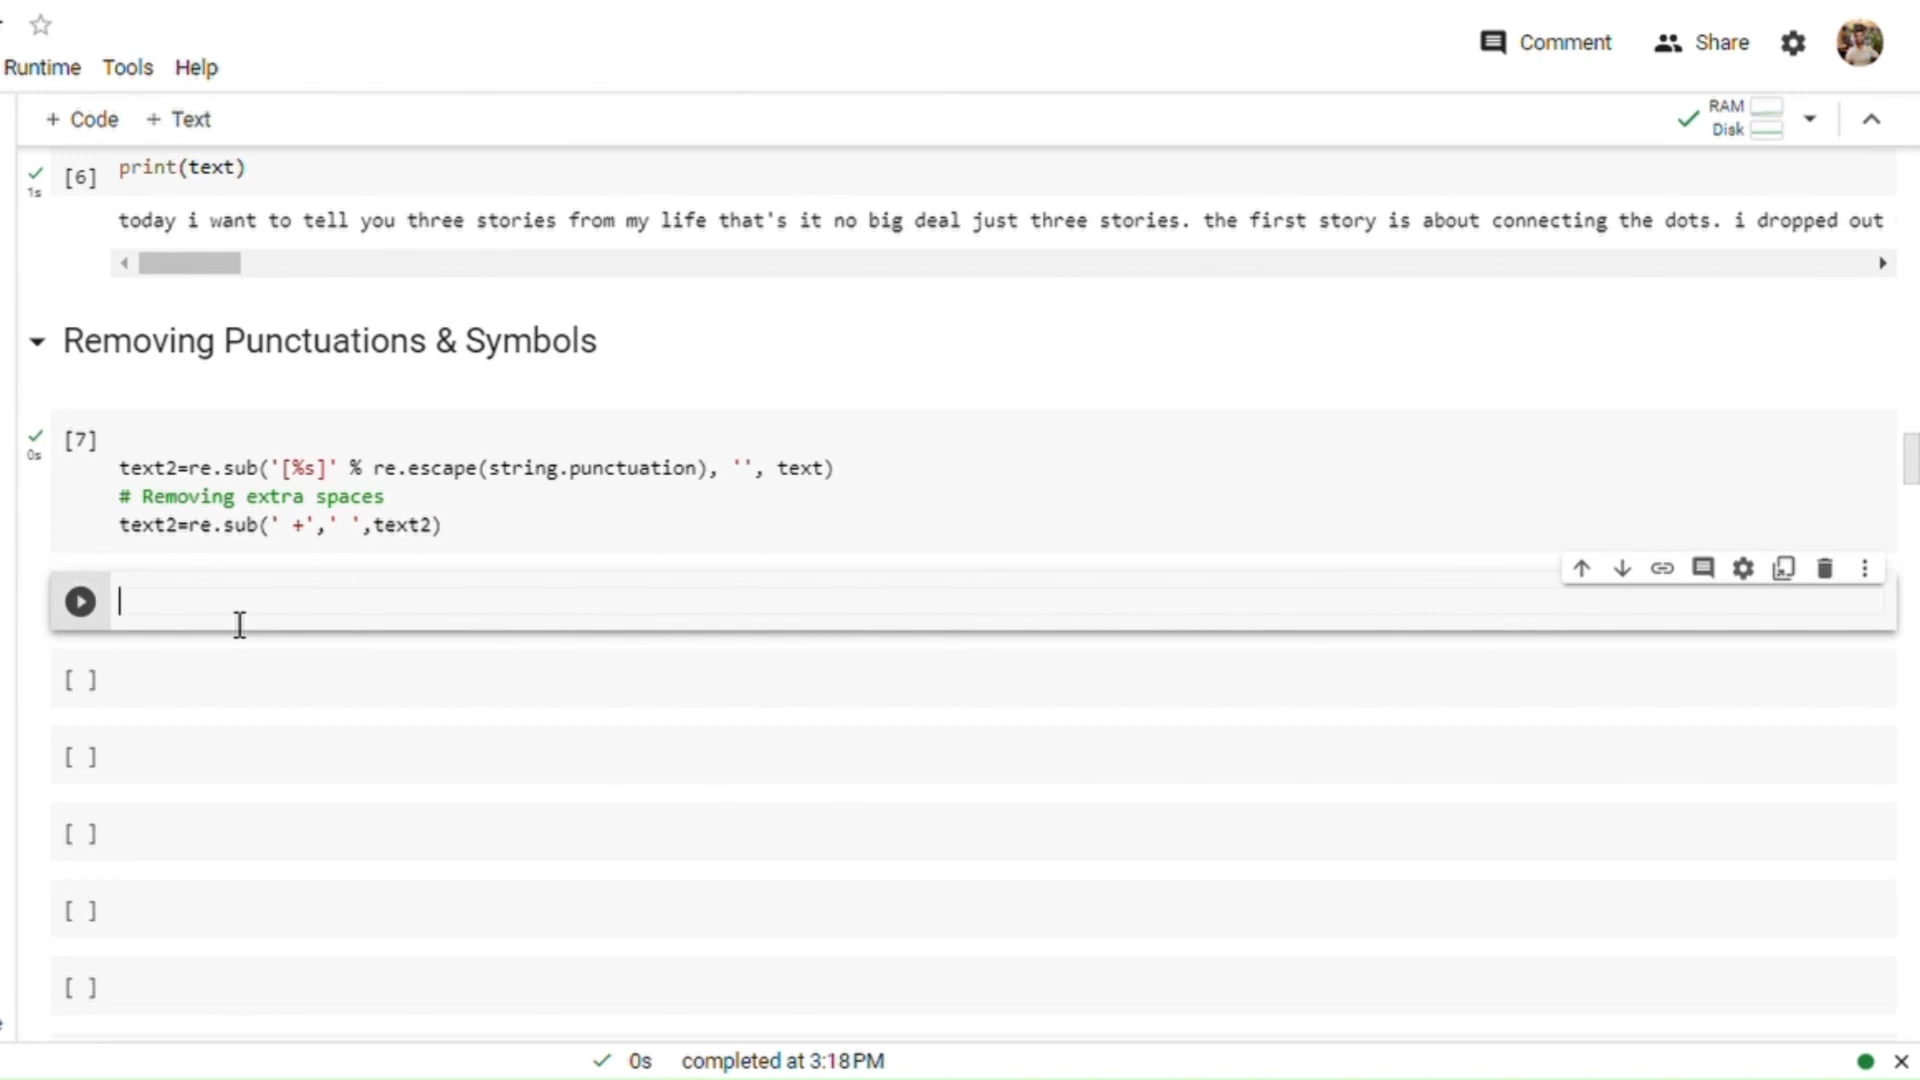 Comment
Share
Runtime Tools Help
+ Code + Text
RAM
Disk
1s
[6] print(text)
today i want to tell you three stories from my life that's it no big deal just three stories. the first story is about connecting the dots. i dropped out
Removing Punctuations & Symbols
[7]
0s
text2=re.sub('[%s]' % re.escape(string.punctuation), '', text)
# Removing extra spaces
text2=re.sub(' +',' ',text2)
[ ]
[ ]
[ ]
[ ]
[ ]
0s completed at 3:18 PM